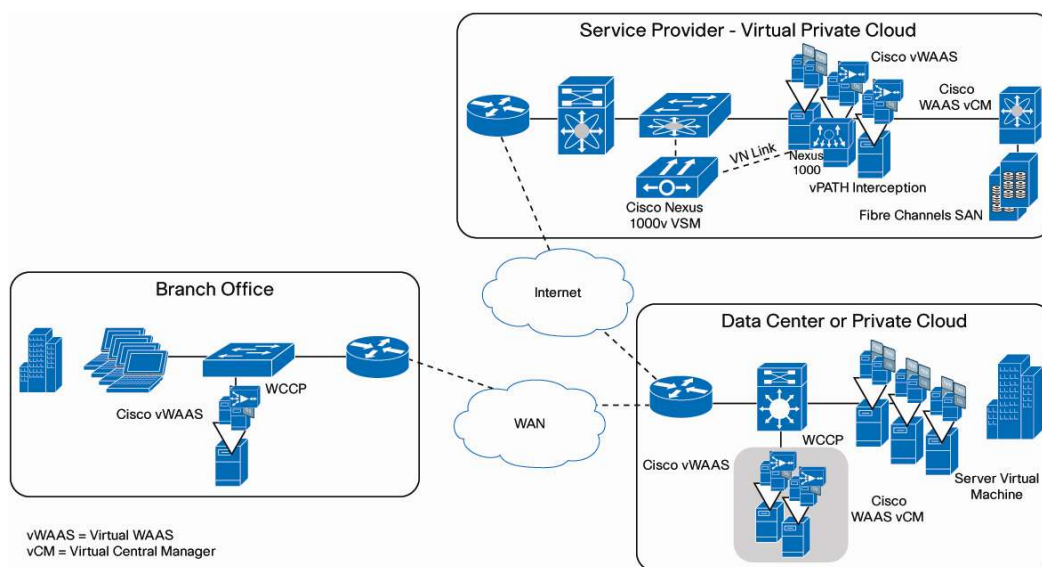 Service Provider - Virtual Private Cloud
Cisco vWAAS
Cisco
WAAS vCM
VN Link
Nexus
1000
vPATH Interception
Cisco Nexus
1000v VSM
Fibre Channels SAN
Internet
Branch Office
WCCP
Cisco vWAAS
WAN
Data Center or Private Cloud
WCCP
Cisco vWAAS
Cisco
WAAS vCM
Server Virtual
Machine
vWAAS = Virtual WAAS
vCM = Virtual Central Manager